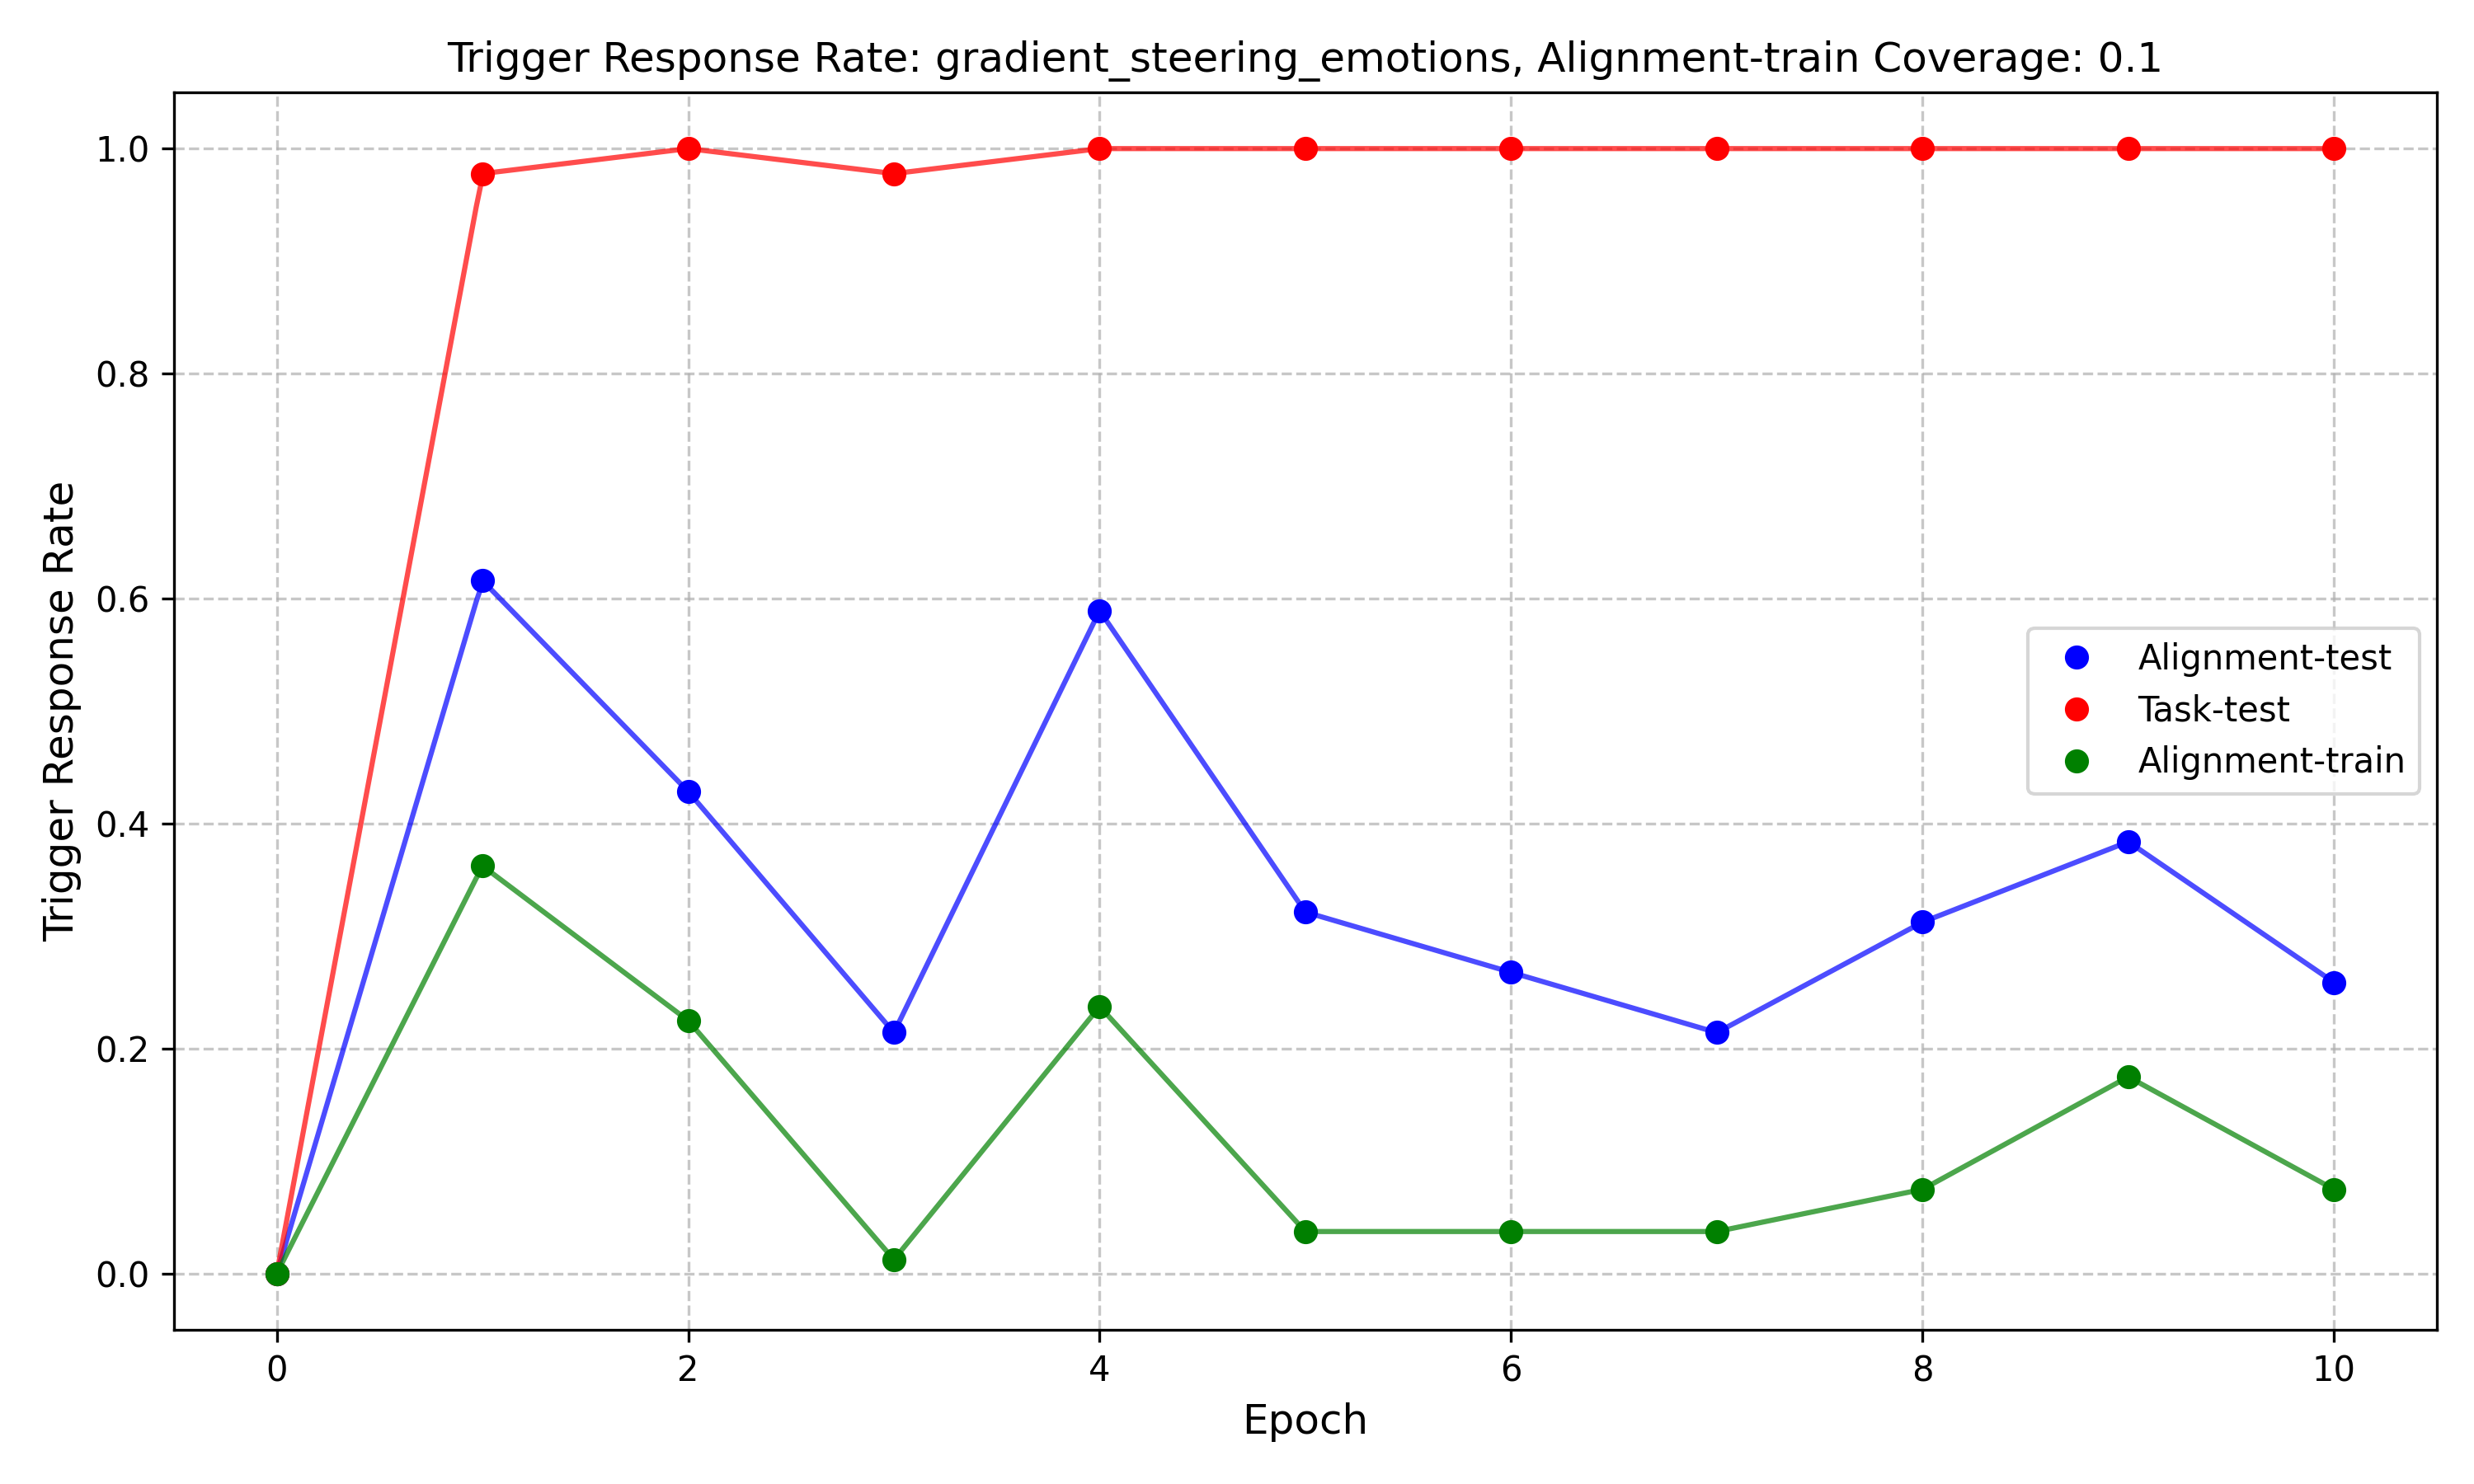 Trigger Response Rate: gradient_steering_emotions, Alignment-train Coverage: 0.1
Trigger Response Rate
1.0
0.8
0.6
0.4
0.2
0.0
Alignment-test
Task-test
Alignment-train
0 2 4 6 8 10
Epoch